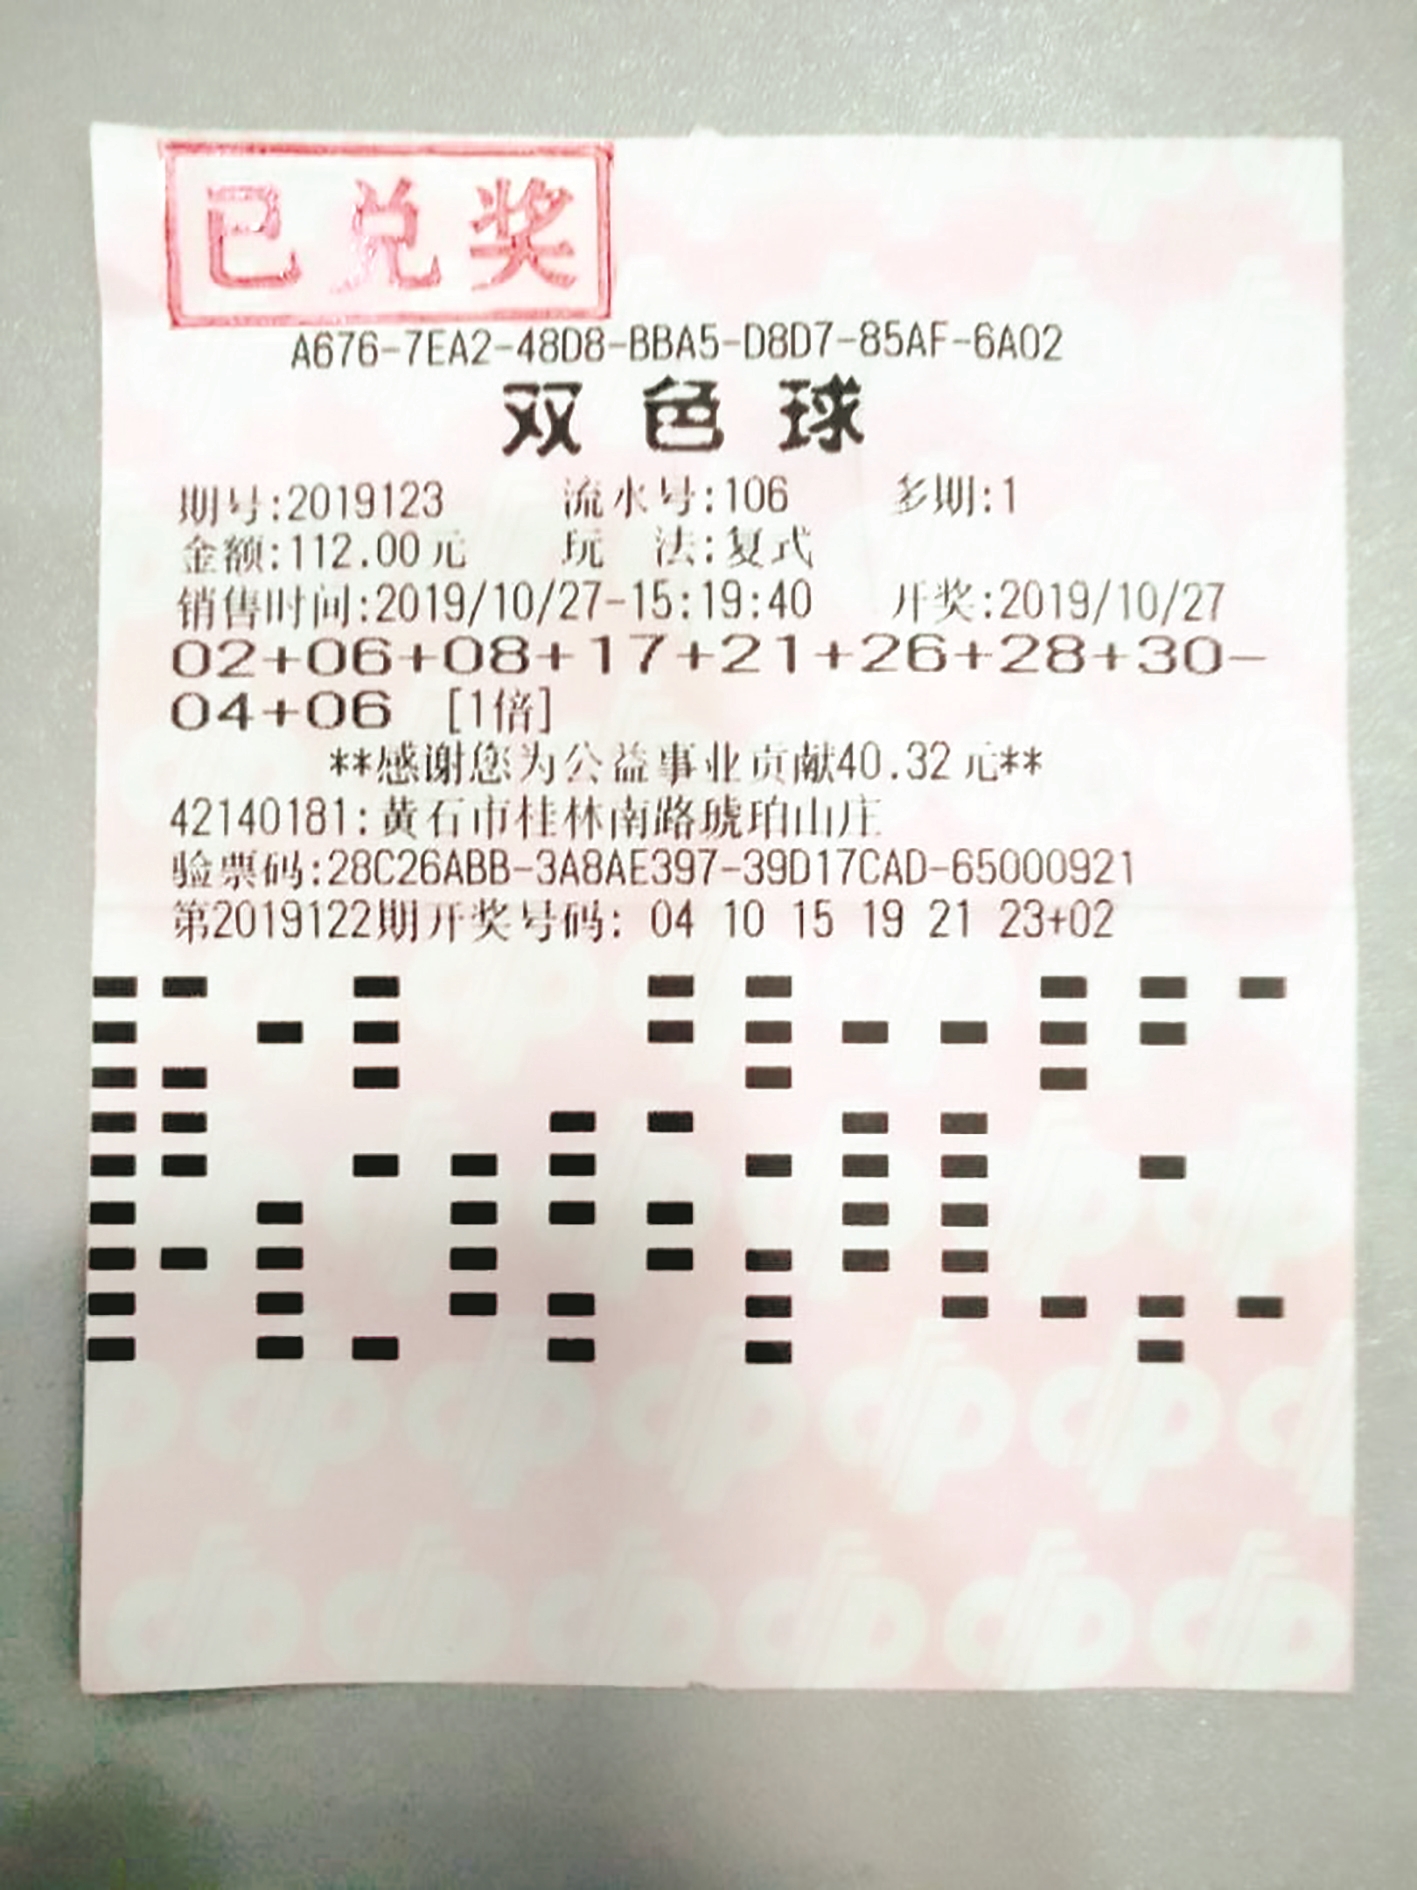 已兑奖
A676-7EA2-48D8-BBA5-D8D7-85AF-6A02
双色球
期号:2019123 流水号:106 多期:1
金额:112.00元 玩 法:复式
销售时间:2019/10/27-15:19:40 开奖:2019/10/27
02+06+08+17+21+26+28+30-
04+06 [1倍]
**感谢您为公益事业贡献40.32元**
42140181:黄石市桂林南路琥珀山庄
验票码:28C26ABB-3A8AE397-39D17CAD-65000921
第2019122期开奖号码: 04 10 15 19 21 23+02